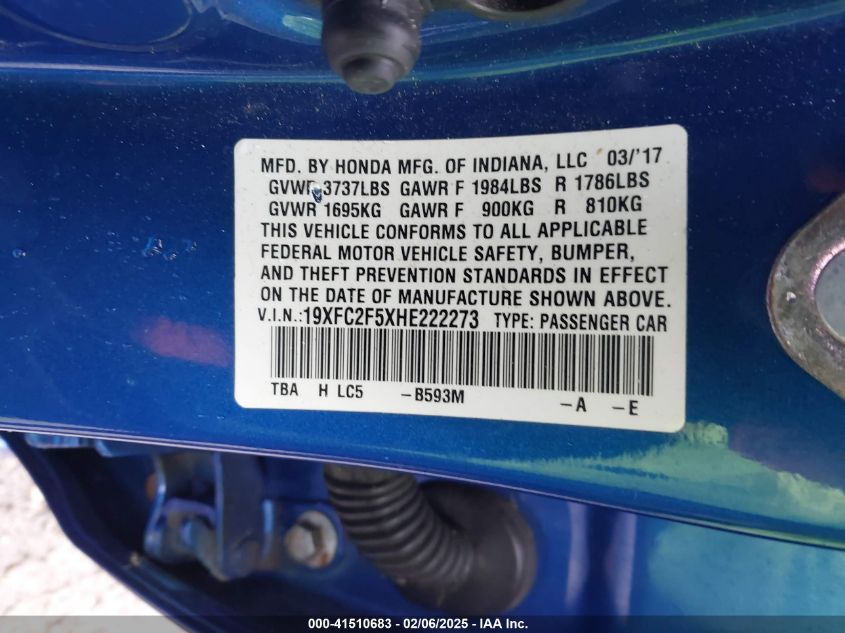 MFD. BY HONDA MFG. OF INDIANA, LLC 03/'17
GVWR 3737LBS GAWR F 1984LBS R 1786LBS
GVWR 1695KG GAWR F 900KG R 810KG
THIS VEHICLE CONFORMS TO ALL APPLICABLE
FEDERAL MOTOR VEHICLE SAFETY, BUMPER,
AND THEFT PREVENTION STANDARDS IN EFFECT
ON THE DATE OF MANUFACTURE SHOWN ABOVE.
V.I.N.:19XFC2F5XHE222273 TYPE: PASSENGER CAR
TBA H LC5 -B593M -A -E
000-41510683 - 02/06/2025 - IAA Inc.